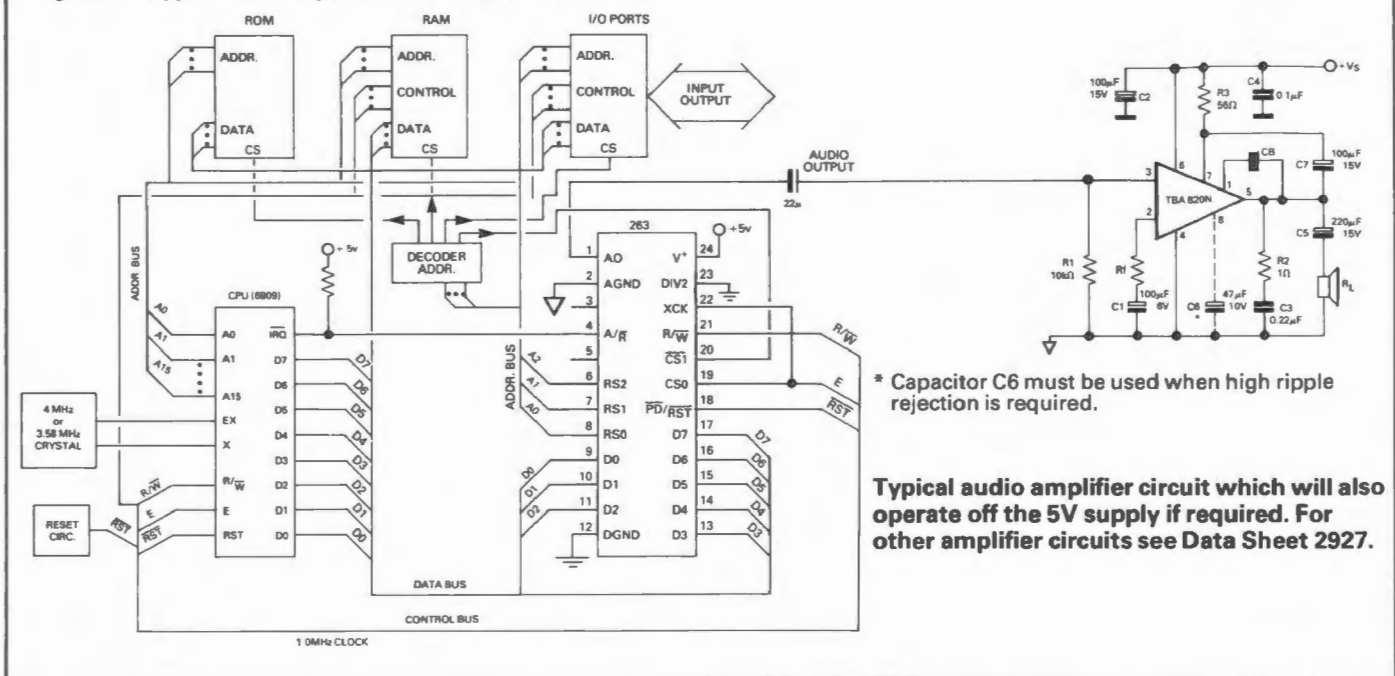 ROM
RAM
I/O PORTS
ADDR.
DATA
CS
ADDR.
CONTROL
DATA
CS
ADDR.
CONTROL
DATA
CS
INPUT
OUTPUT
AUDIO
OUTPUT
22μ
DECODER
ADDR.
ADDR BUS
A0
A1
A15
+ 5v
CPU (6809)
A0
A1
A15
EX
X
R/W̅
E
RST
I̅R̅Q̅
D7
D6
D5
D4
D3
D2
D1
D0
D7
D6
D5
D4
D3
D2
D1
D0
4 MHz
or
3.58 MHz
CRYSTAL
RESET
CIRC.
R̅S̅T̅
R/W̅
E
R̅S̅T̅
ADDR. BUS
A2
A1
A0
D0
D1
D2
263
1 AO
2 AGND
3
4 A/R̅
5
6 RS2
7 RS1
8 RS0
9 D0
10 D1
11 D2
12 DGND
V+ 24
DIV2 23
XCK 22
R/W̅ 21
C̅S̅1̅ 20
CS0 19
P̅D̅/R̅S̅T̅ 18
D7 17
D6 16
D5 15
D4 14
D3 13
+5v
R/W̅
E
R̅S̅T̅
D7
D6
D5
D4
D3
DATA BUS
CONTROL BUS
1 0MHz CLOCK
+VS
100μF
15V
C2
R3
56Ω
C4
0 1μF
CB
100μF
C7
15V
3
2
6
7
1
5
8
4
TBA 820N
220μF
C5
15V
R1
10kΩ
Rf
100μF
C1
6V
47μF
C6
10V
*
R2
1Ω
C3
0.22μF
RL
* Capacitor C6 must be used when high ripple
rejection is required.
Typical audio amplifier circuit which will also
operate off the 5V supply if required. For
other amplifier circuits see Data Sheet 2927.